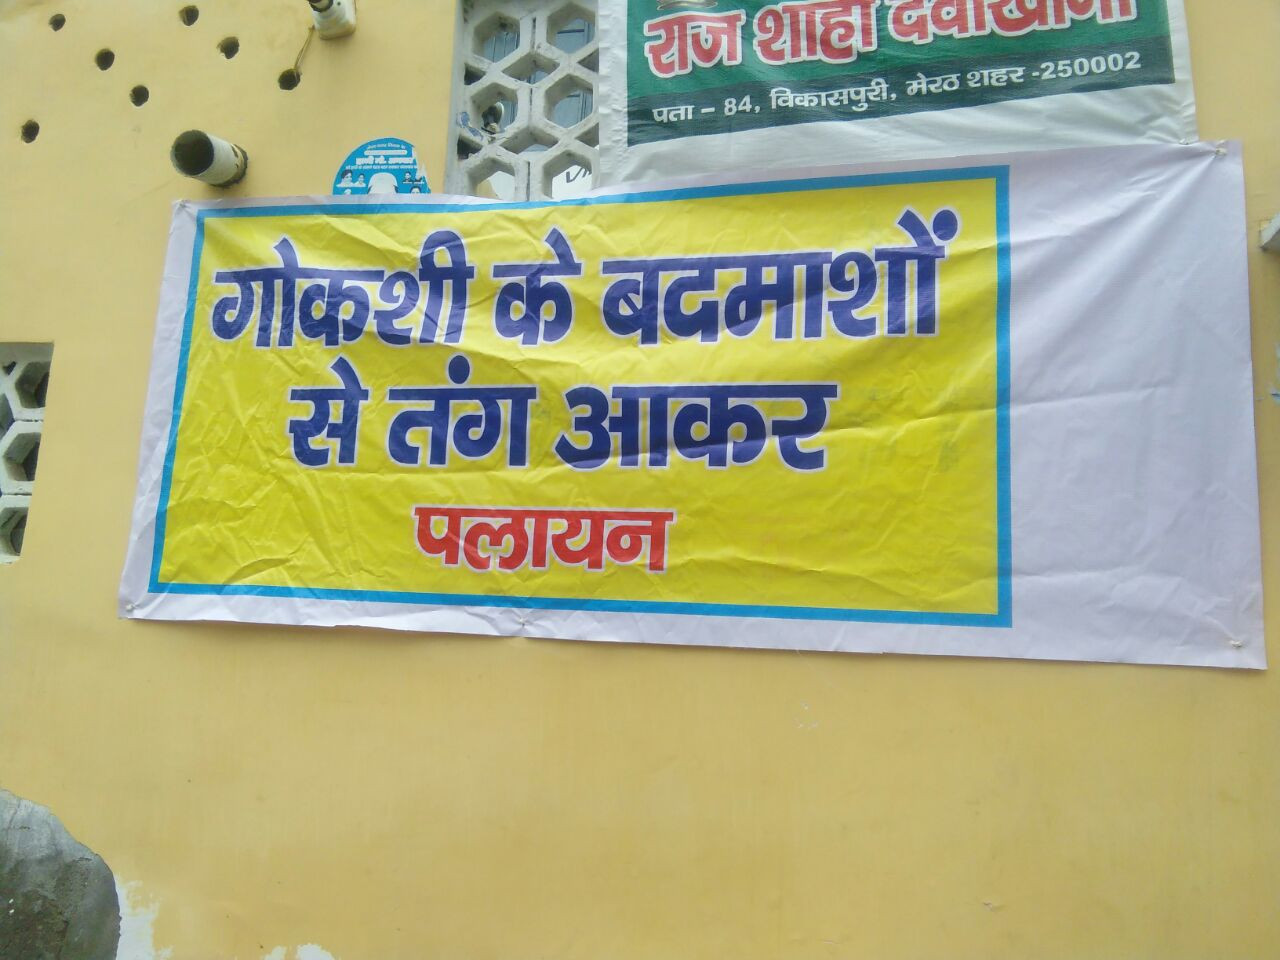 राज शाही दवाखाना
पता – 84, विकासपुरी, मेरठ शहर -250002
गोकशी के बदमाशों
से तंग आकर
पलायन